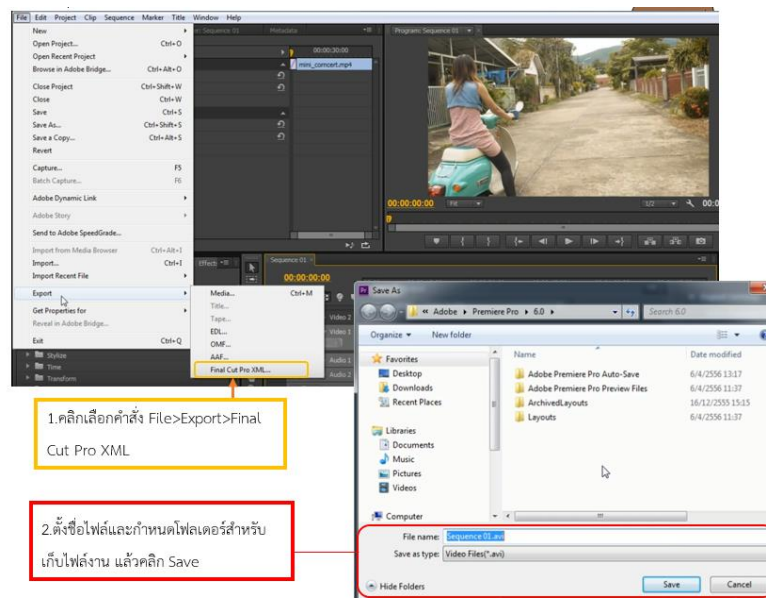 File Edit Project Clip Sequence Marker Title Window Help
New
Open Project... Ctrl+O
Open Recent Project
Browse in Adobe Bridge... Ctrl+Alt+O
Close Project Ctrl+Shift+W
Close Ctrl+W
Save Ctrl+S
Save As... Ctrl+Shift+S
Save a Copy... Ctrl+Alt+S
Revert
Capture... F5
Batch Capture... F6
Adobe Dynamic Link
Adobe Story
Send to Adobe SpeedGrade...
Import from Media Browser Ctrl+Alt+I
Import... Ctrl+I
Import Recent File
Export
Get Properties for
Reveal in Adobe Bridge...
Exit Ctrl+Q
Stylize
Time
Transform
Media... Ctrl+M
Title...
Tape...
EDL...
OMF...
AAF...
Final Cut Pro XML...
Sequence 01
Metadata
00:00:30:00
mini_comcert.mp4
Program: Sequence 01
00:00:00:00 Fit 1/2
Effects
Sequence 01
00:00:00:00
Video 2
Video 1
Audio 1
Audio 2
Save As
Adobe Premiere Pro 6.0 Search 6.0
Organize New folder
Favorites
Desktop
Downloads
Recent Places
Libraries
Documents
Music
Pictures
Videos
Computer
Name Date modified
Adobe Premiere Pro Auto-Save 6/4/2556 13:17
Adobe Premiere Pro Preview Files 6/4/2556 11:37
ArchivedLayouts 16/12/2555 15:15
Layouts 6/4/2556 11:37
File name: Sequence 01.avi
Save as type: Video Files(*.avi)
Hide Folders Save Cancel
1.คลิกเลือกคำสั่ง File>Export>Final
Cut Pro XML
2.ตั้งชื่อไฟล์และกำหนดโฟลเดอร์สำหรับ
เก็บไฟล์งาน แล้วคลิก Save